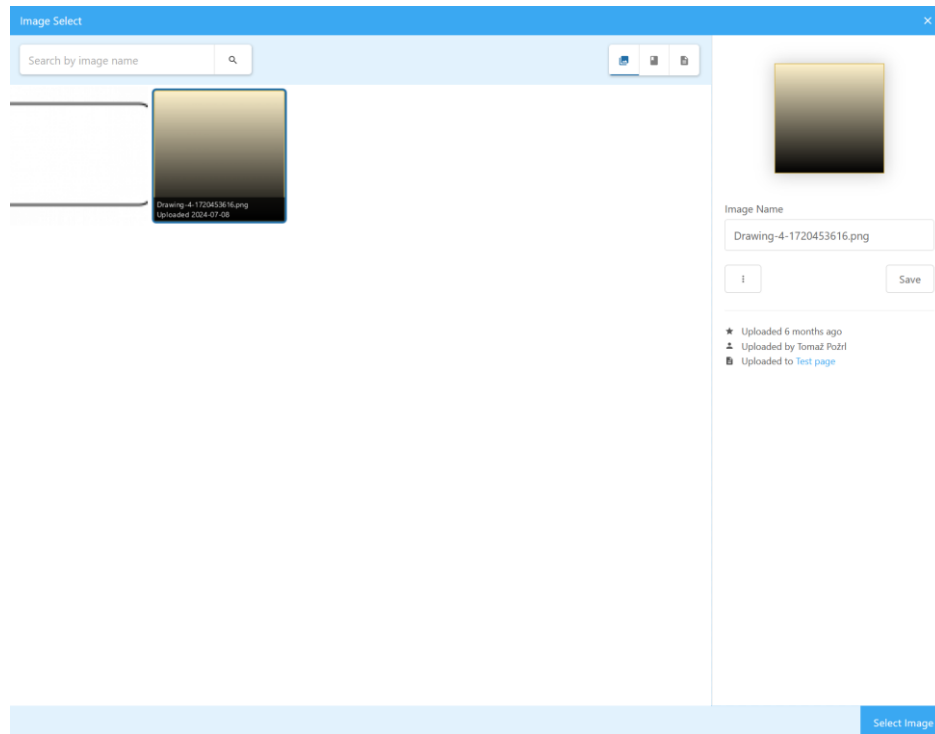 Image Select
Search by image name
Drawing-4-1720453616.png
Uploaded 2024-07-08
Image Name
Drawing-4-1720453616.png
Save
Uploaded 6 months ago
Uploaded by Tomaž Požrl
Uploaded to Test page
Select Image